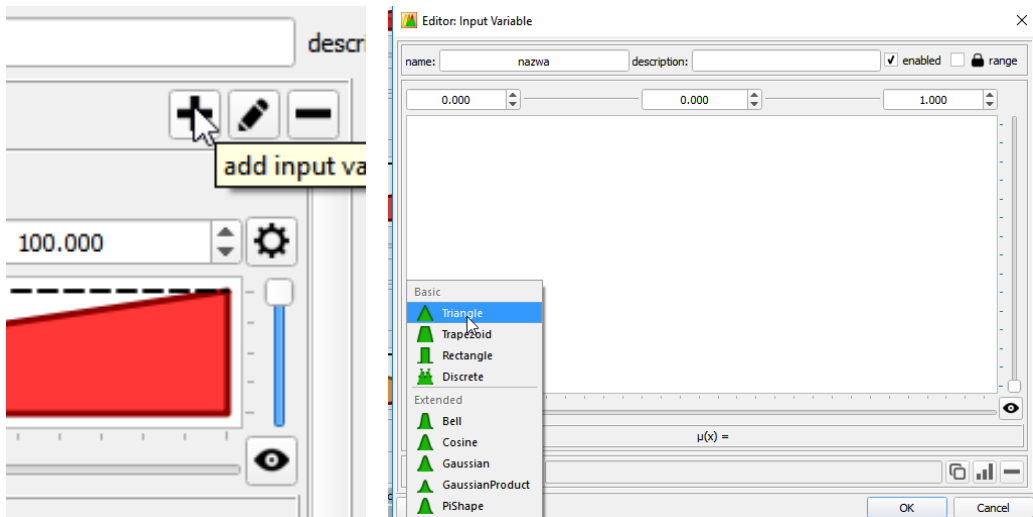 descri
add input va
100.000
Editor: Input Variable
name: nazwa description: enabled range
0.000 0.000 1.000
Basic
Triangle
Trapezoid
Rectangle
Discrete
Extended
Bell
Cosine
Gaussian
GaussianProduct
PiShape
μ(x) =
OK Cancel